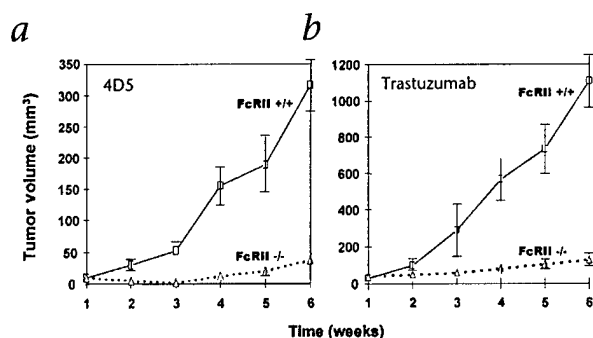 a
b
4D5
Trastuzumab
FcRII +/+
FcRII +/+
FcRII -/-
FcRII -/-
Tumor volume (mm³)
350
300
250
200
150
100
50
0
1200
1000
800
600
400
200
0
1 2 3 4 5 6
1 2 3 4 5 6
Time (weeks)